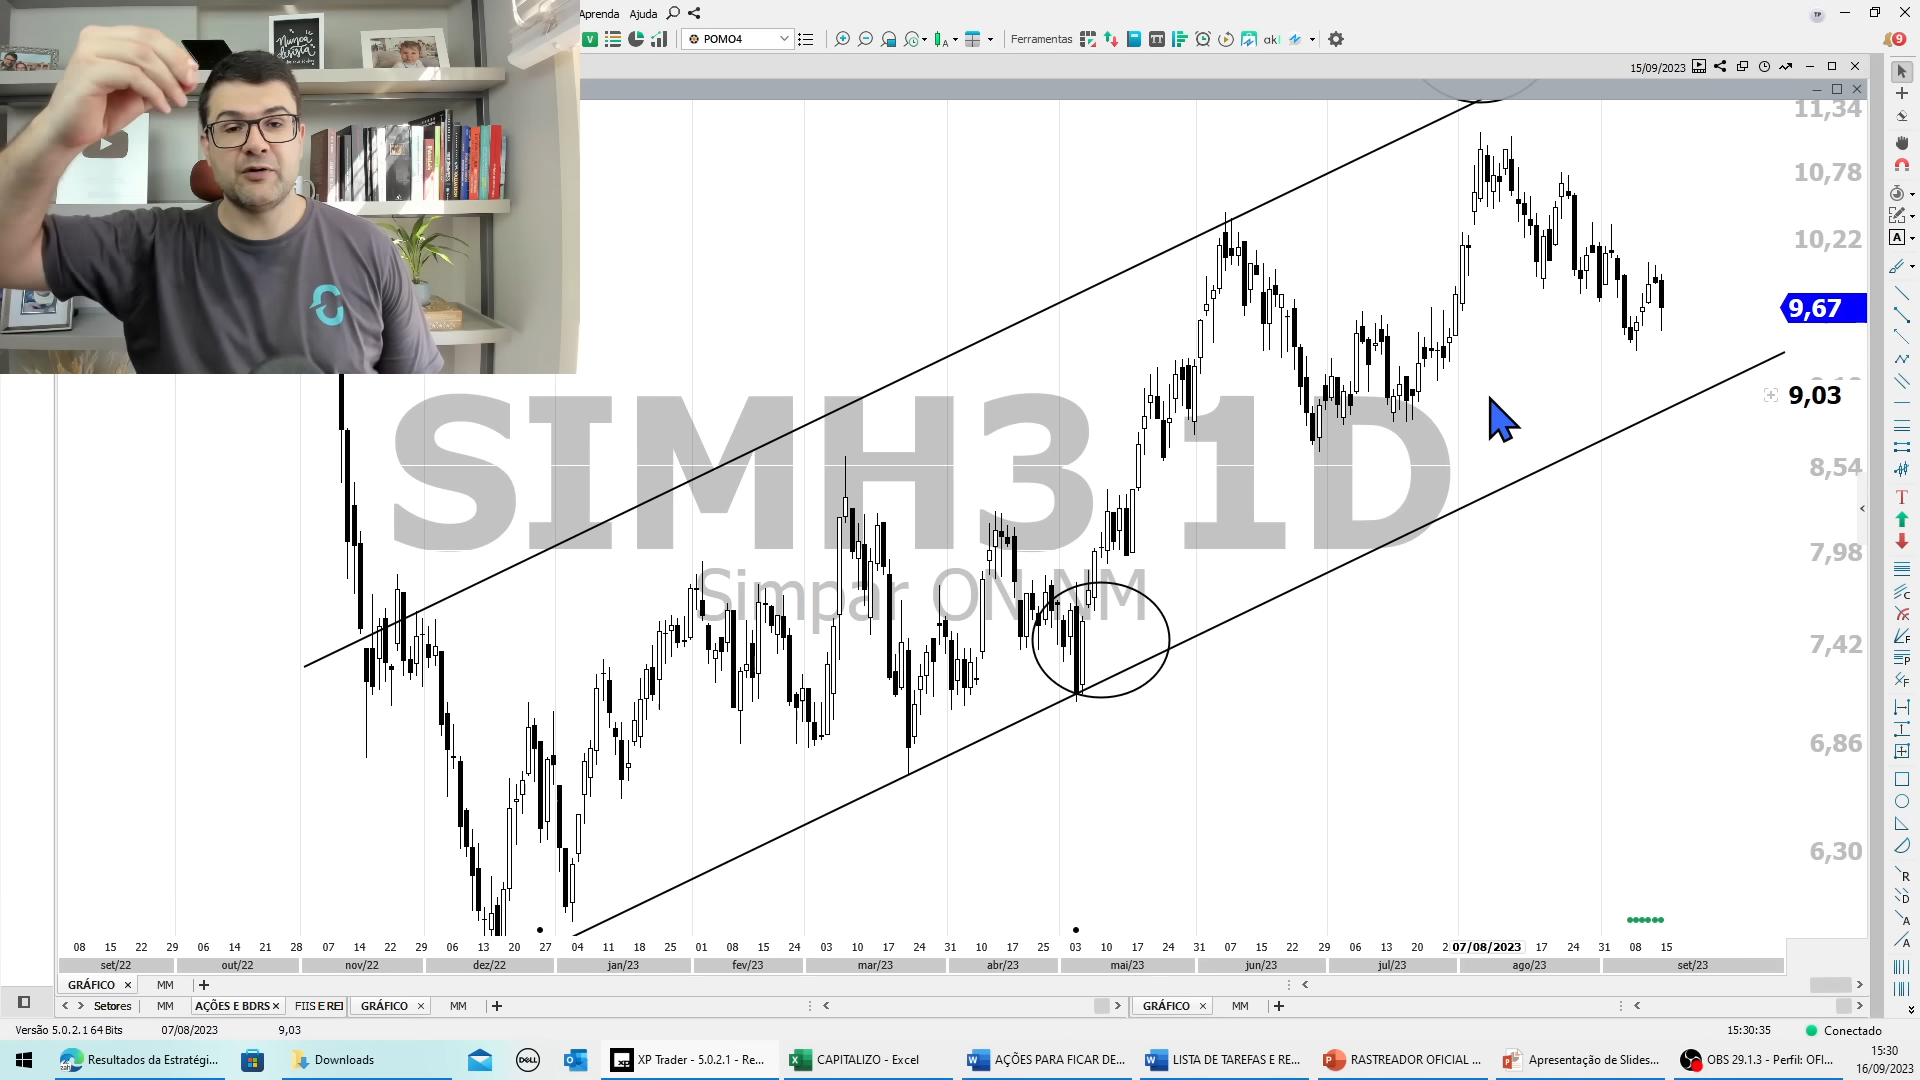 Aprenda Ajuda
Nunca
desista
POMO4
Ferramentas
akl
9
TP
15/09/2023
11,34
10,78
10,22
9,67
9,03
8,54
7,98
7,42
6,86
6,30
SIMH3 1D
Simpar ON NM
08 15 22 29 06 14 21 28 07 14 22 29 06 13 20 27 04 11 18 25 01 08 15 24 03 10 17 24 31 10 17 25 03 10 17 24 31 07 15 22 29 06 13 20 2 07/08/2023 17 24 31 08 15
set/22 out/22 nov/22 dez/22 jan/23 fev/23 mar/23 abr/23 mai/23 jun/23 jul/23 ago/23 set/23
GRÁFICO MM
Setores MM AÇÕES E BDRS FIIS E REI GRÁFICO MM GRÁFICO MM
Versão 5.0.2.1 64 Bits 07/08/2023 9,03 15:30:35 Conectado
Resultados da Estratégi... Downloads DELL XP Trader - 5.0.2.1 - Re... CAPITALIZO - Excel AÇÕES PARA FICAR DE... LISTA DE TAREFAS E RE... RASTREADOR OFICIAL ... Apresentação de Slides... OBS 29.1.3 - Perfil: OFI... 15:30
16/09/2023